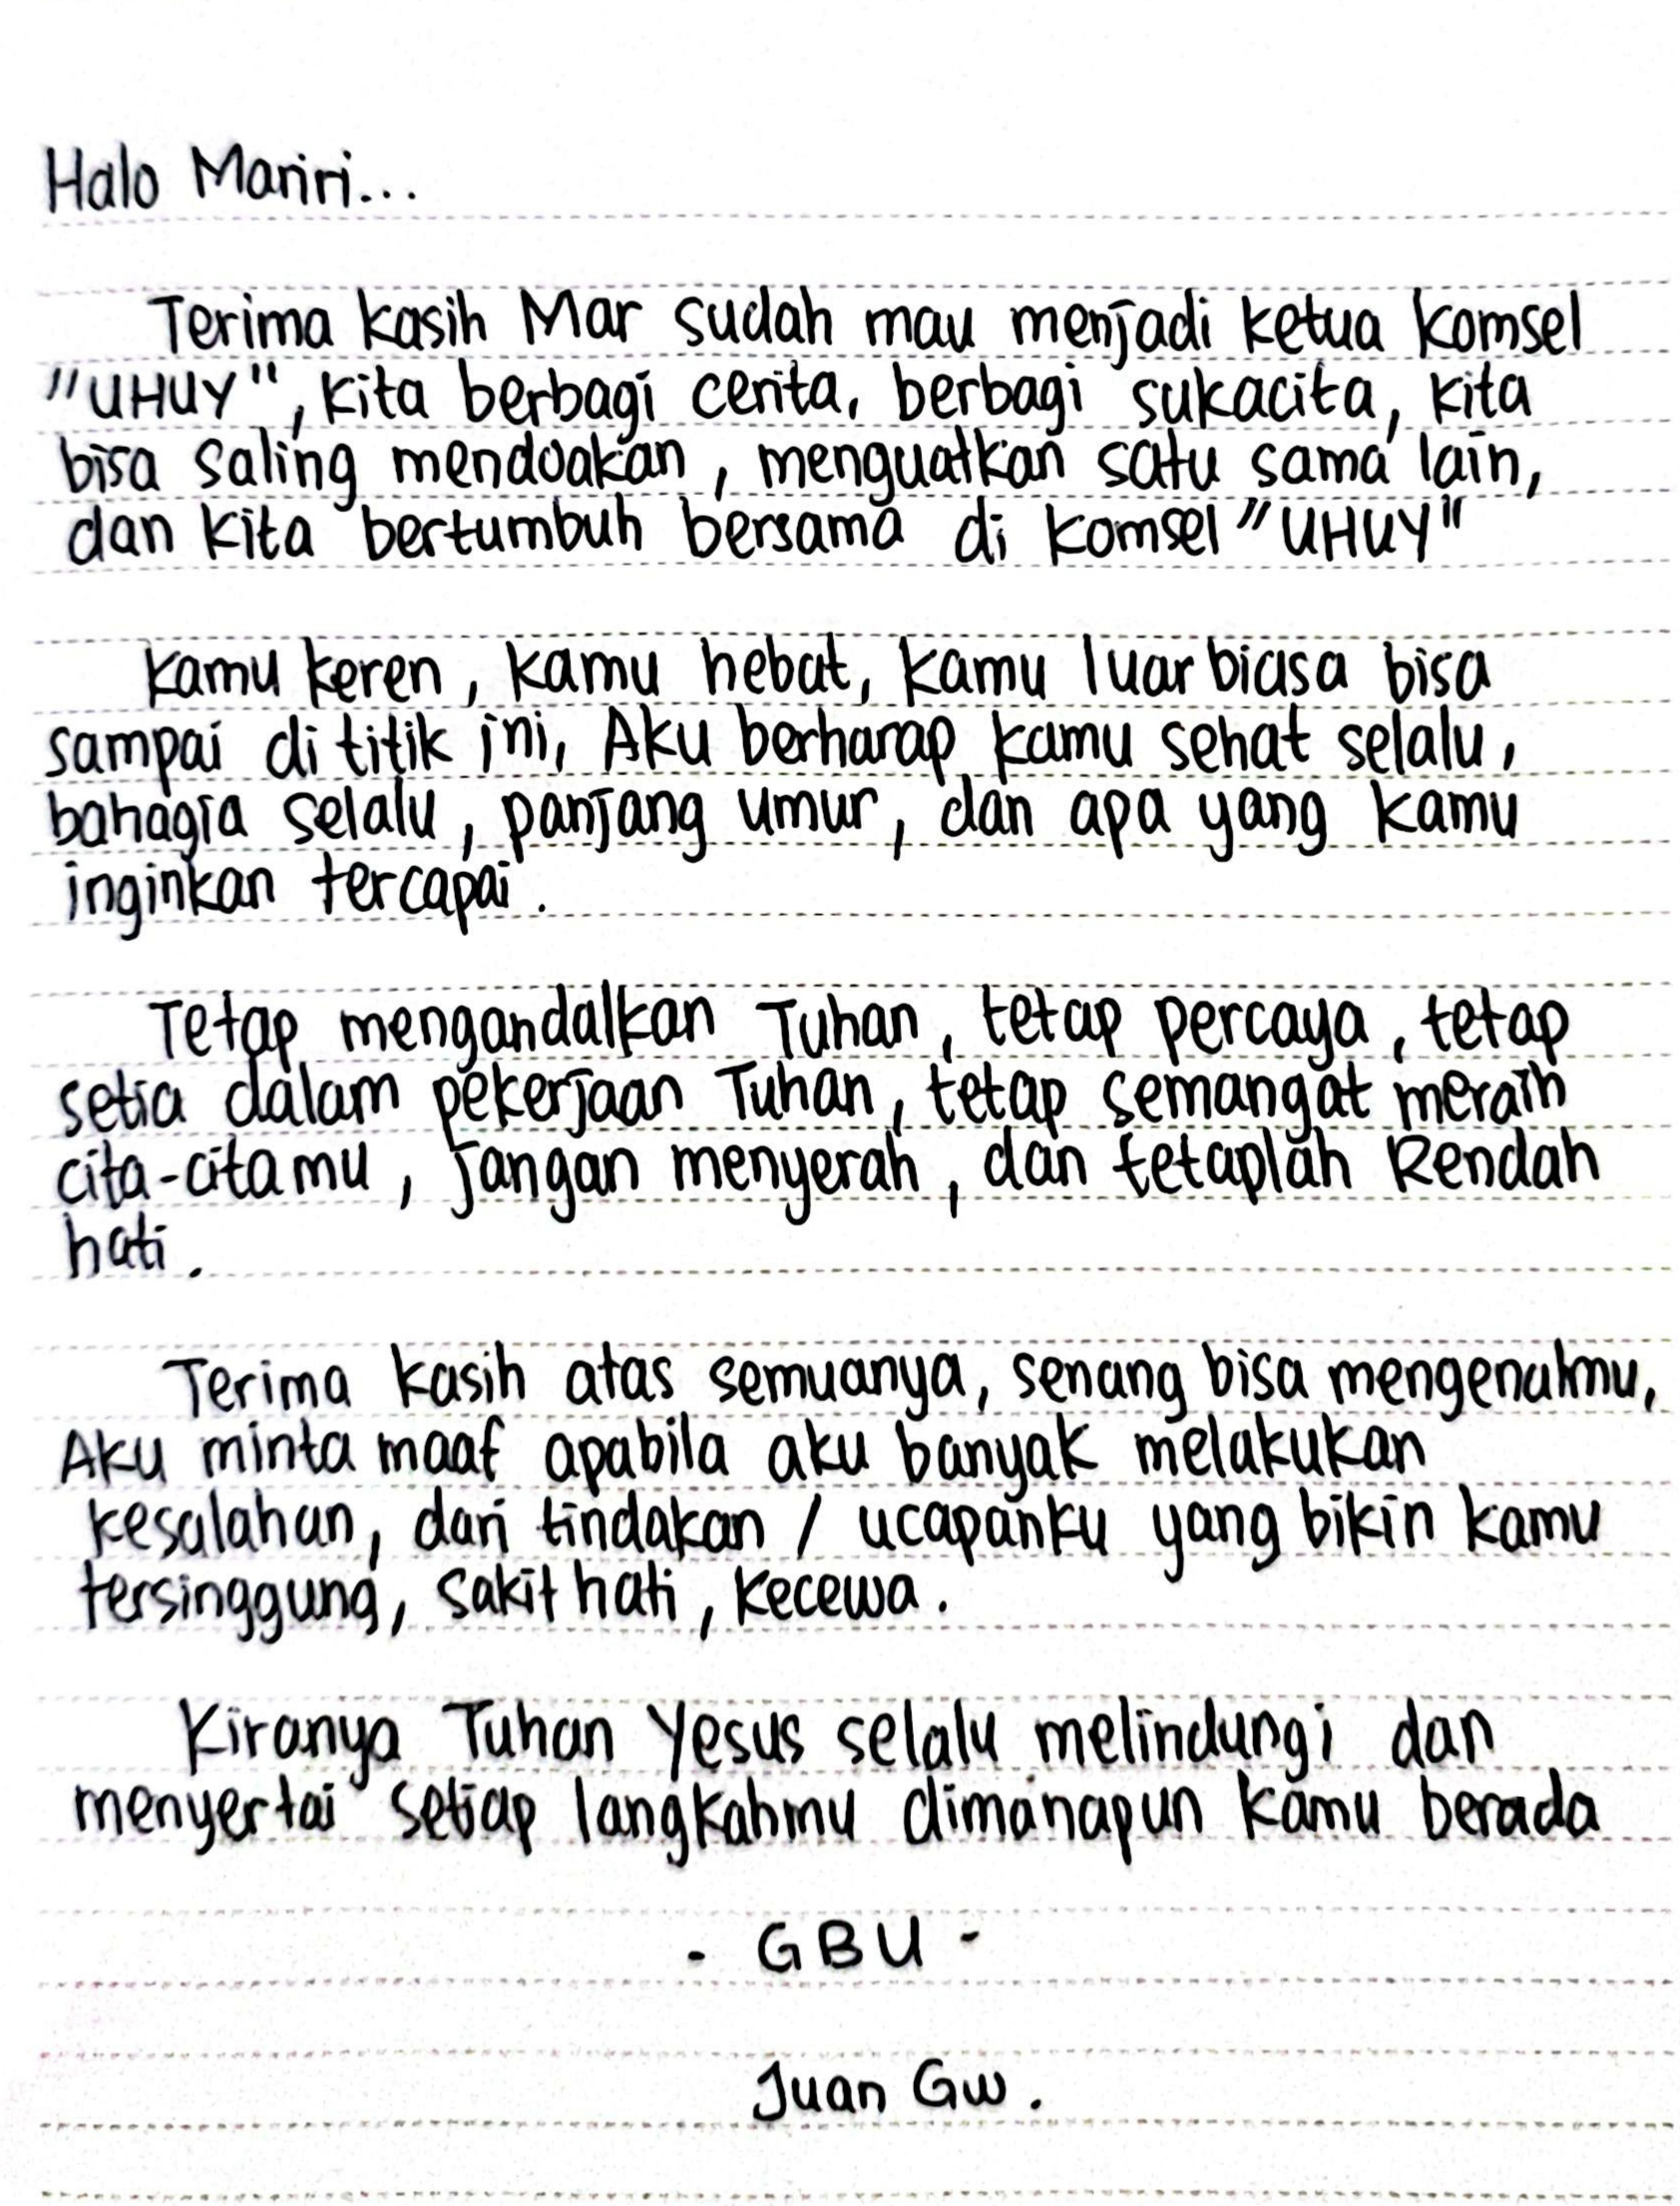 Halo Mariri...
Terima kasih Mar sudah mau menjadi ketua komsel
"UHUY", kita berbagi cerita, berbagi sukacita, kita
bisa saling mendoakan, menguatkan satu sama lain,
dan kita bertumbuh bersama di komsel "UHUY"
Kamu keren, kamu hebat, kamu luar biasa bisa
sampai di titik ini, Aku berharap kamu sehat selalu,
bahagia selalu, panjang umur, dan apa yang kamu
inginkan tercapai.
Tetap mengandalkan Tuhan, tetap percaya, tetap
setia dalam pekerjaan Tuhan, tetap semangat meraih
cita-citamu, jangan menyerah, dan tetaplah Rendah
hati.
Terima kasih atas semuanya, senang bisa mengenalmu,
Aku minta maaf apabila aku banyak melakukan
kesalahan, dari tindakan / ucapanku yang bikin kamu
tersinggung, sakit hati, kecewa.
Kiranya Tuhan Yesus selalu melindungi dan
menyertai setiap langkahmu dimanapun kamu berada
- GBU -
Juan Gw.